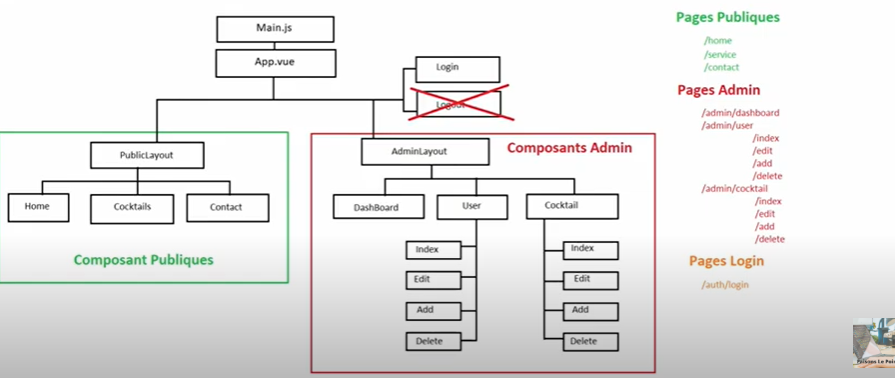 Main.js
App.vue
Login
Logout
PublicLayout
Home
Cocktails
Contact
Composant Publiques
AdminLayout
Composants Admin
DashBoard
User
Cocktail
Index
Edit
Add
Delete
Index
Edit
Add
Delete
Pages Publiques
/home
/service
/contact
Pages Admin
/admin/dashboard
/admin/user
/index
/edit
/add
/delete
/admin/cocktail
/index
/edit
/add
/delete
Pages Login
/auth/login